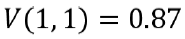 V(1,1) = 0.87